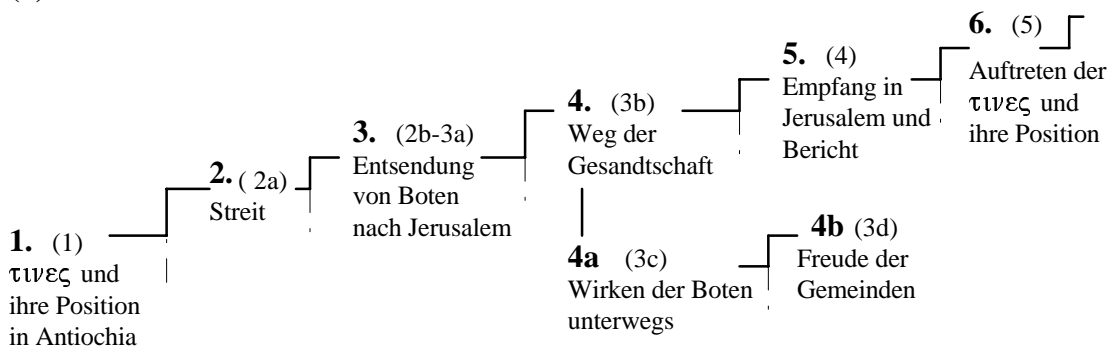 1. (1)
τινες und
ihre Position
in Antiochia
2. ( 2a)
Streit
3. (2b-3a)
Entsendung
von Boten
nach Jerusalem
4. (3b)
Weg der
Gesandtschaft
4a (3c)
Wirken der Boten
unterwegs
4b (3d)
Freude der
Gemeinden
5. (4)
Empfang in
Jerusalem und
Bericht
6. (5)
Auftreten der
τινες und
ihre Position